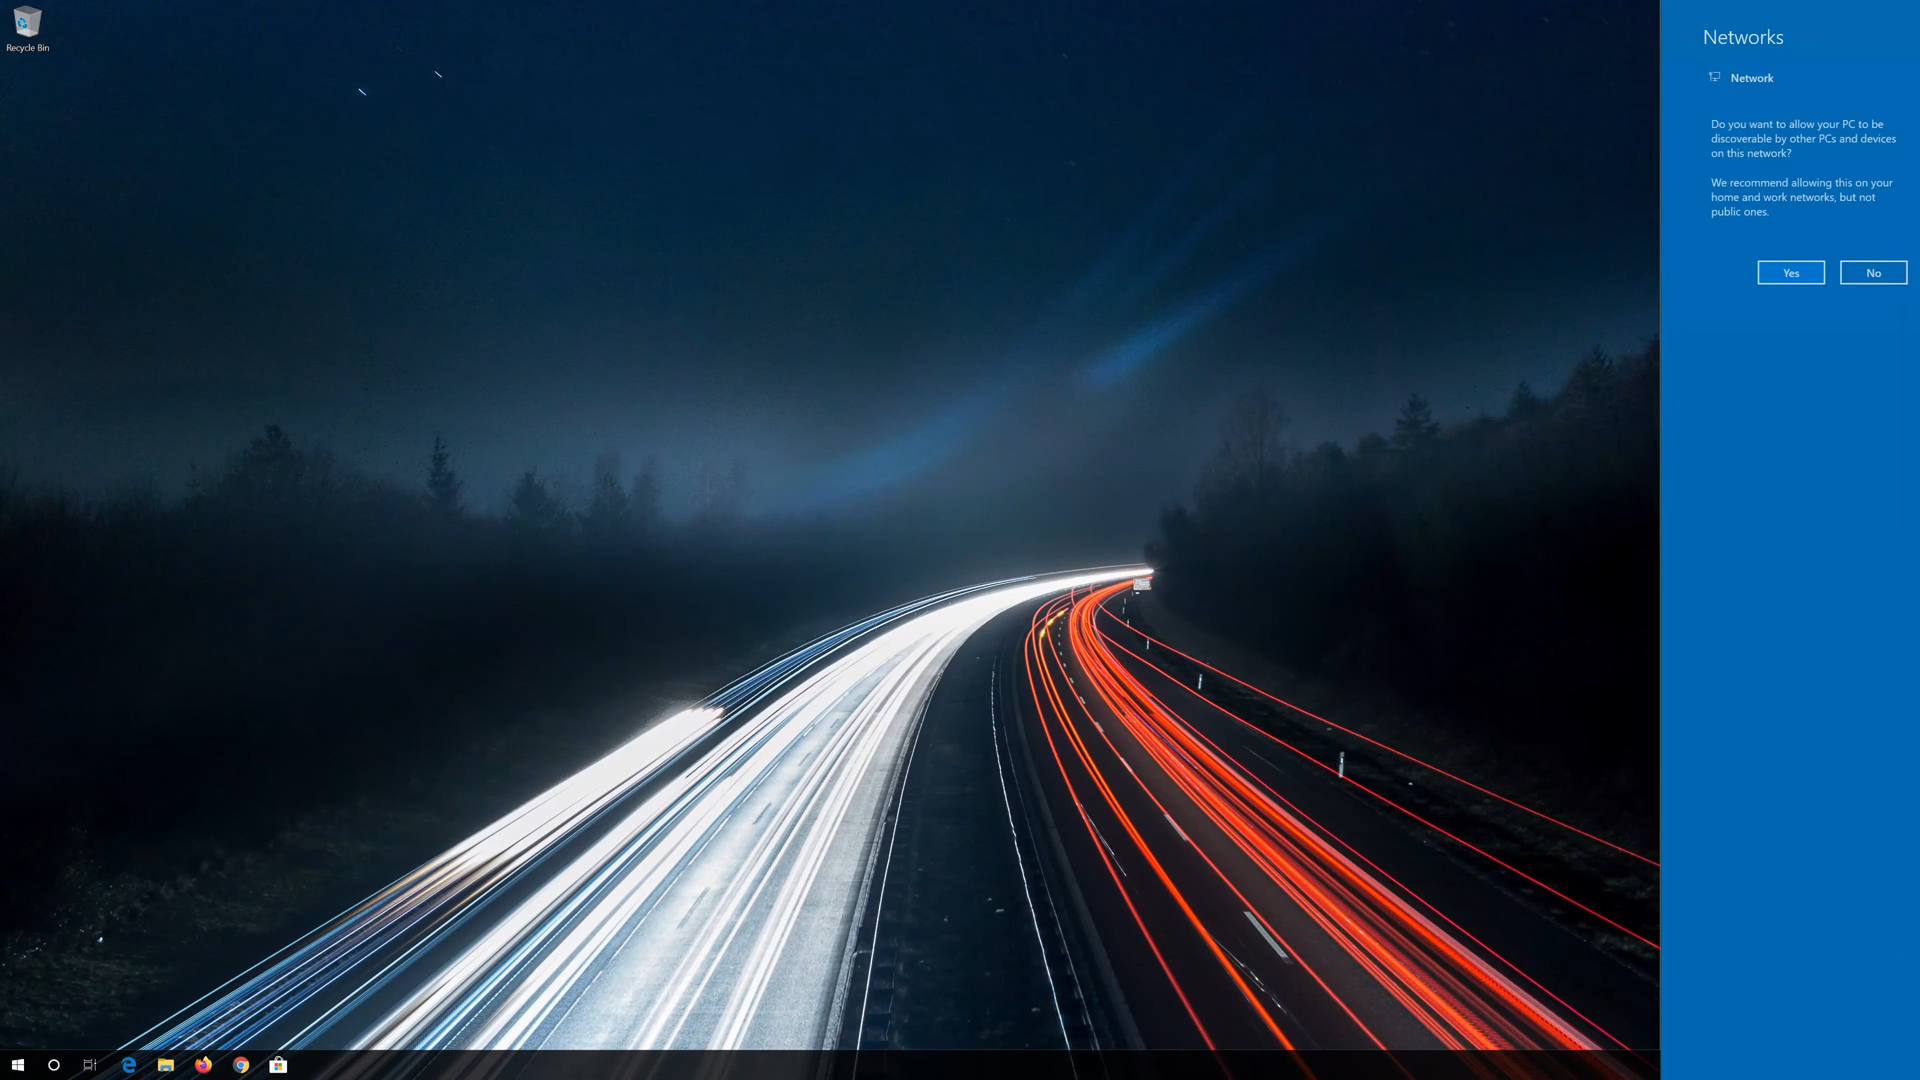 Recycle Bin
Networks
Network
Do you want to allow your PC to be
discoverable by other PCs and devices
on this network?
We recommend allowing this on your
home and work networks, but not
public ones.
Yes
No